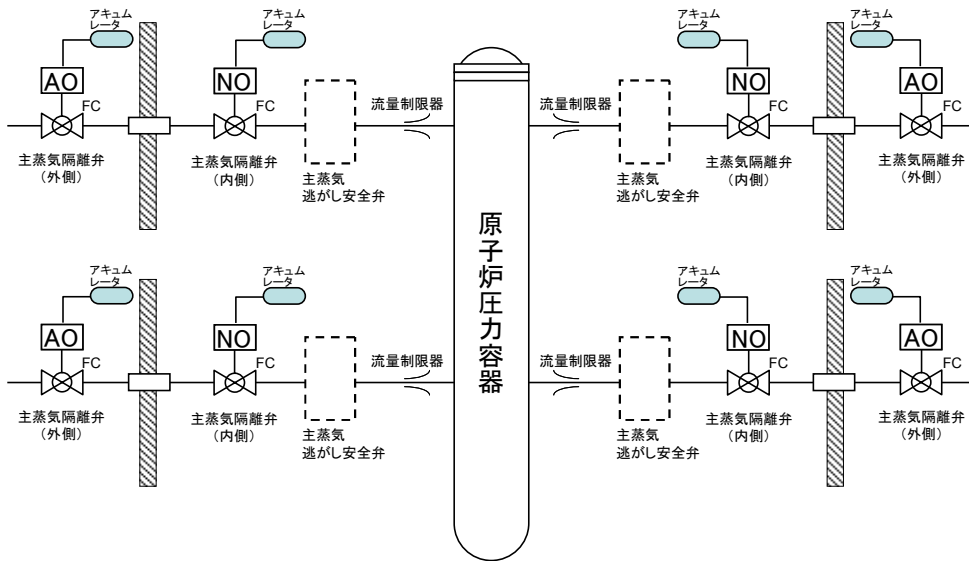 アキュム
レータ
アキュム
レータ
アキュム
レータ
アキュム
レータ
AO
NO
NO
AO
FC
FC
流量制限器
流量制限器
FC
FC
主蒸気隔離弁
（外側）
主蒸気隔離弁
（内側）
主蒸気
逃がし安全弁
主蒸気
逃がし安全弁
主蒸気隔離弁
（内側）
主蒸気隔離弁
（外側）
原子炉圧力容器
アキュム
レータ
アキュム
レータ
アキュム
レータ
アキュム
レータ
AO
NO
NO
AO
FC
FC
流量制限器
流量制限器
FC
FC
主蒸気隔離弁
（外側）
主蒸気隔離弁
（内側）
主蒸気
逃がし安全弁
主蒸気
逃がし安全弁
主蒸気隔離弁
（内側）
主蒸気隔離弁
（外側）